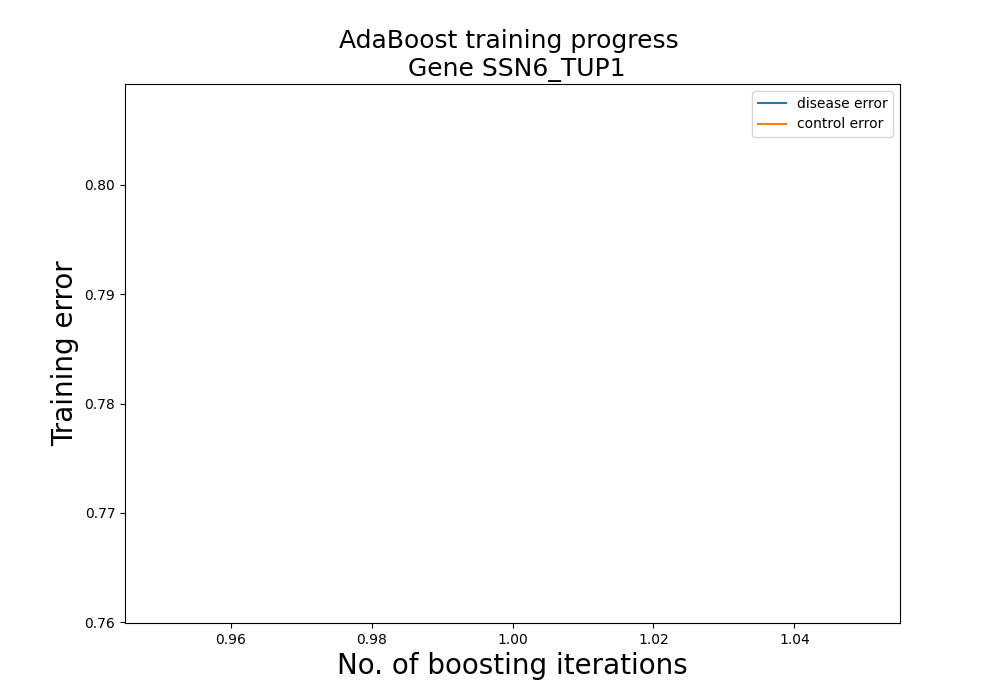 AdaBoost training progress
Gene SSN6_TUP1
disease error
control error
0.80
0.79
0.78
0.77
0.76
Training error
0.96
0.98
1.00
1.02
1.04
No. of boosting iterations